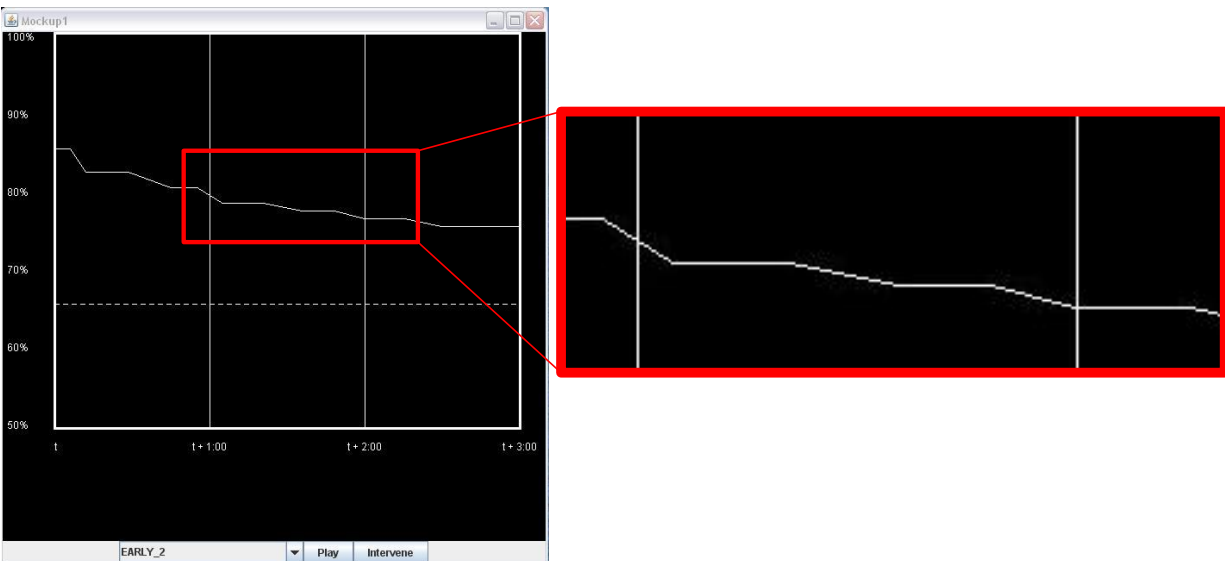 Mockup1
100%
90%
80%
70%
60%
50%
t t + 1:00 t + 2:00 t + 3:00
EARLY_2 Play Intervene